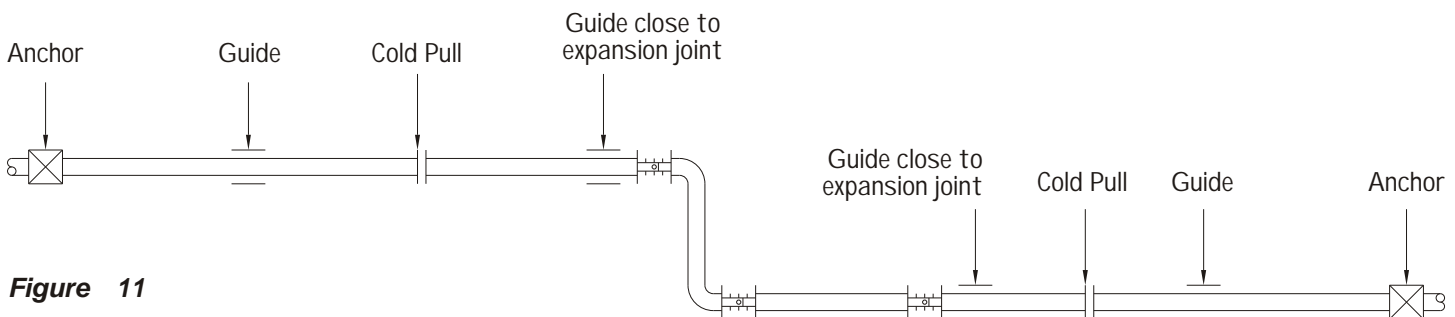 Guide close to
expansion joint
Anchor
Guide
Cold Pull
Guide close to
expansion joint
Cold Pull
Guide
Anchor
Figure 11